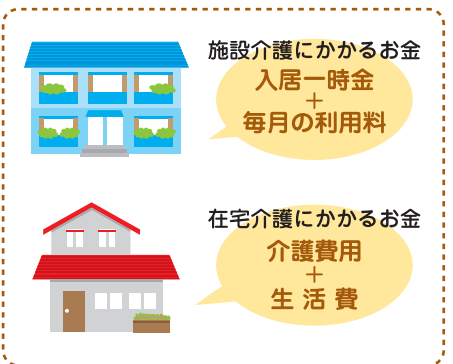 施設介護にかかるお金
入居一時金
＋
毎月の利用料
在宅介護にかかるお金
介護費用
＋
生活費